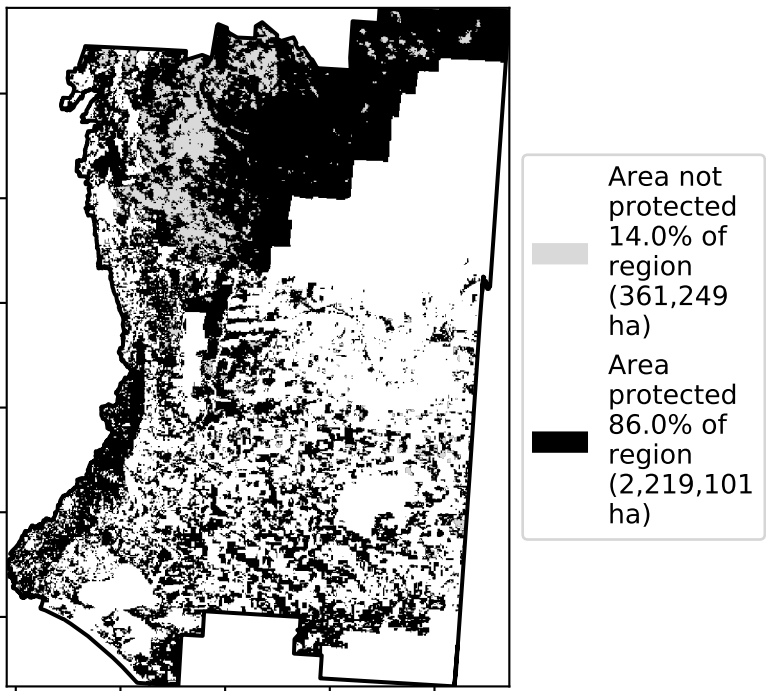 Area not
protected
14.0% of
region
(361,249
ha)
Area
protected
86.0% of
region
(2,219,101
ha)